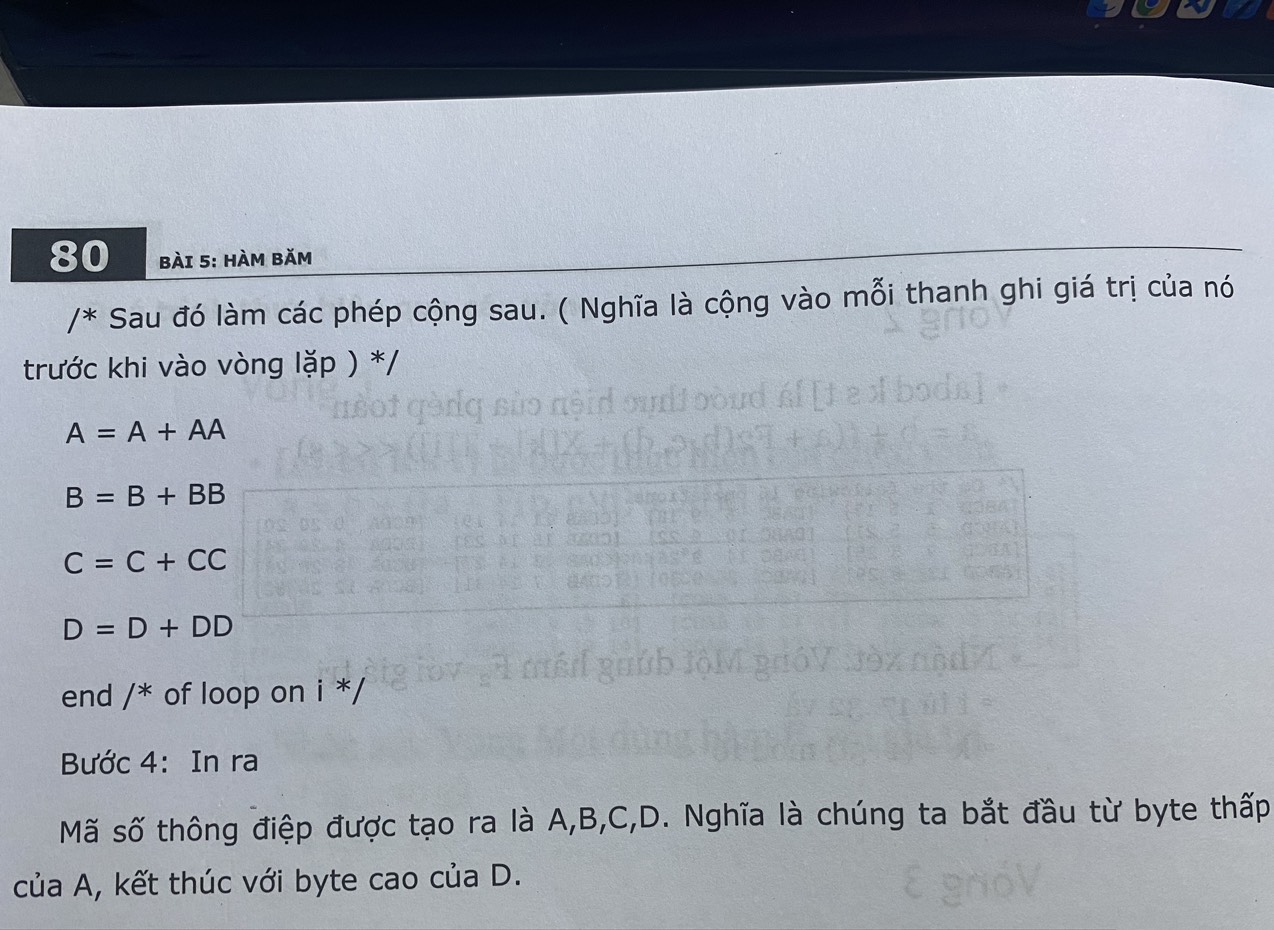 80 BÀI 5: HÀM BĂM
/* Sau đó làm các phép cộng sau. ( Nghĩa là cộng vào mỗi thanh ghi giá trị của nó
trước khi vào vòng lặp ) */
A = A + AA
B = B + BB
C = C + CC
D = D + DD
end /* of loop on i */
Bước 4: In ra
Mã số thông điệp được tạo ra là A,B,C,D. Nghĩa là chúng ta bắt đầu từ byte thấp
của A, kết thúc với byte cao của D.